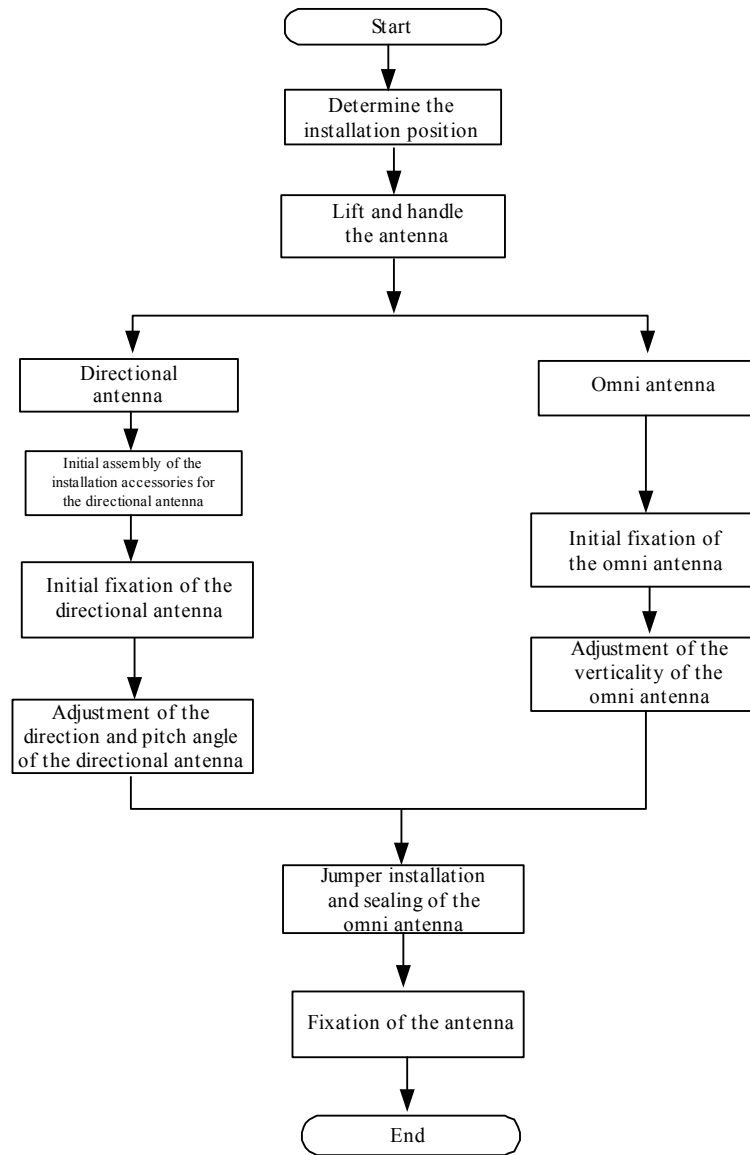 Start
Determine the
installation position
Lift and handle
the antenna
Directional
antenna
Initial assembly of the
installation accessories for
the directional antenna
Initial fixation of the
directional antenna
Adjustment of the
direction and pitch angle
of the directional antenna
Omni antenna
Initial fixation of
the omni antenna
Adjustment of the
verticality of the
omni antenna
Jumper installation
and sealing of the
omni antenna
Fixation of the antenna
End